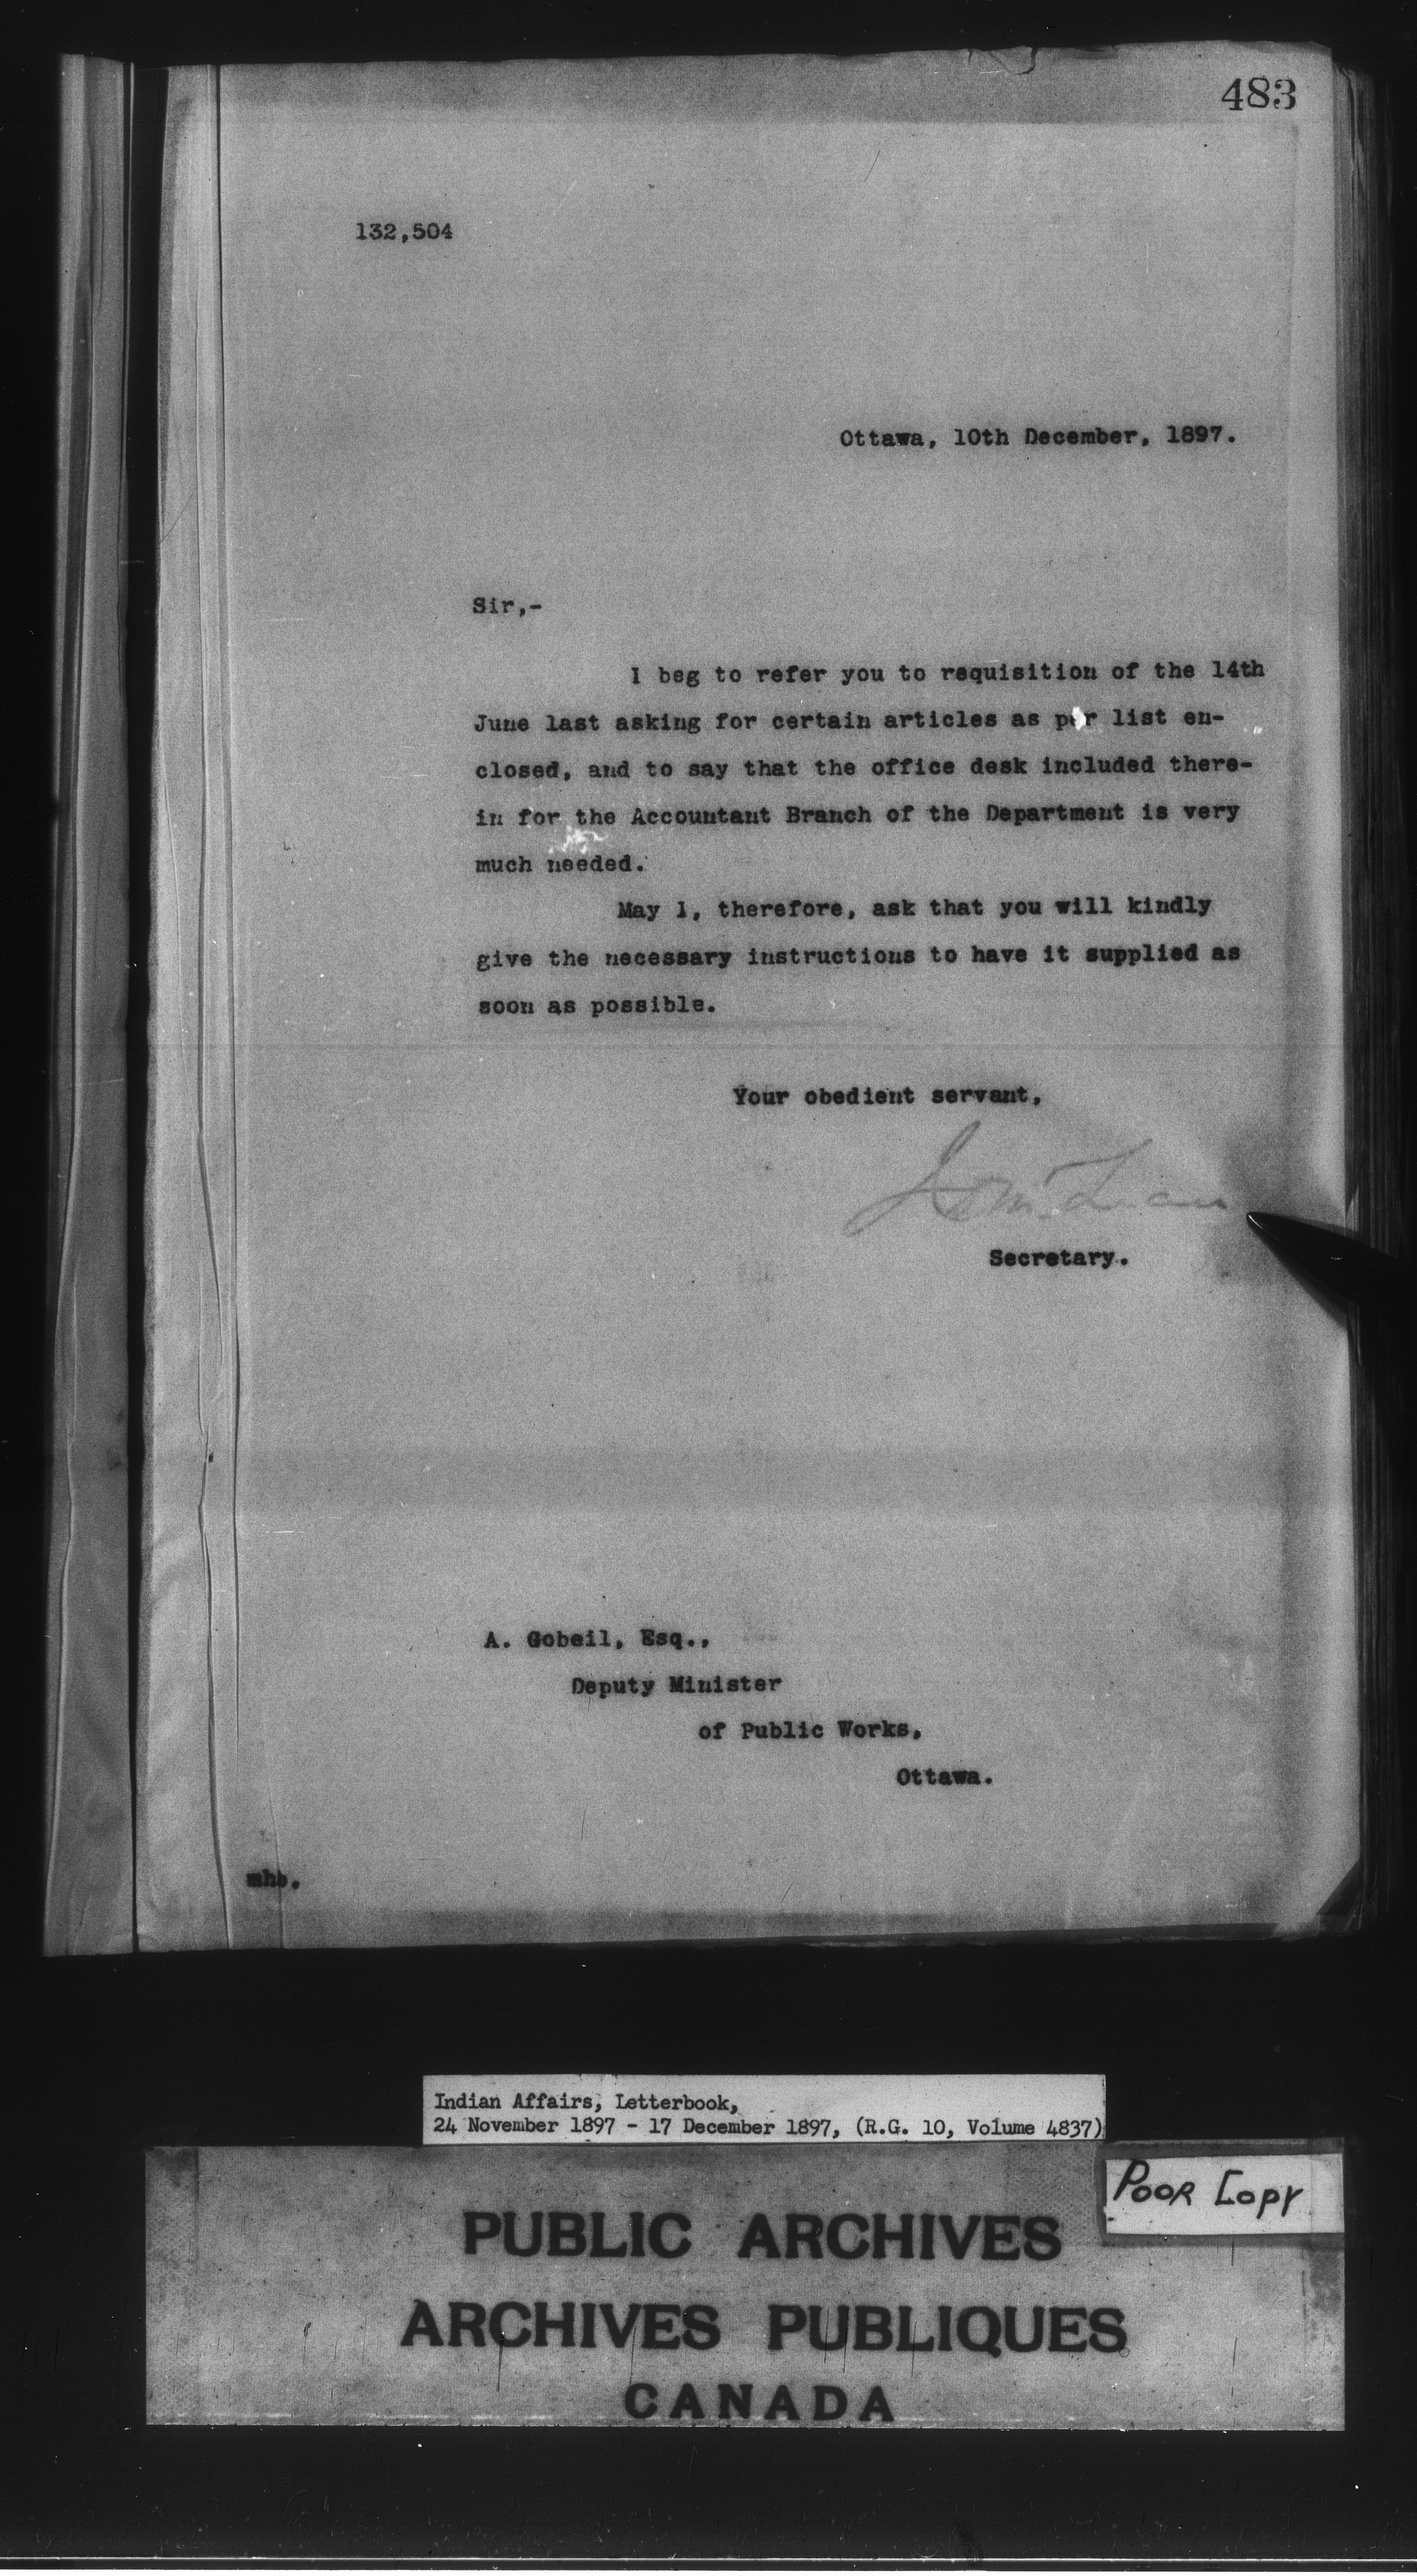 483
132,504
Ottawa, 10th December, 1897.
Sir,-
I beg to refer you to requisition of the 14th
June last asking for certain articles as per list en-
closed, and to say that the office desk included there-
in for the Accountant Branch of the Department is very
much needed.
May I, therefore, ask that you will kindly
give the necessary instructions to have it supplied as
soon as possible.
Your obedient servant,
Secretary.
A. Gobeil, Esq.,
Deputy Minister
of Public Works,
Ottawa.
mhb.
Indian Affairs, Letterbook,
24 November 1897 - 17 December 1897, (R.G. 10, Volume 4837)
POOR COPY
PUBLIC ARCHIVES
ARCHIVES PUBLIQUES
CANADA